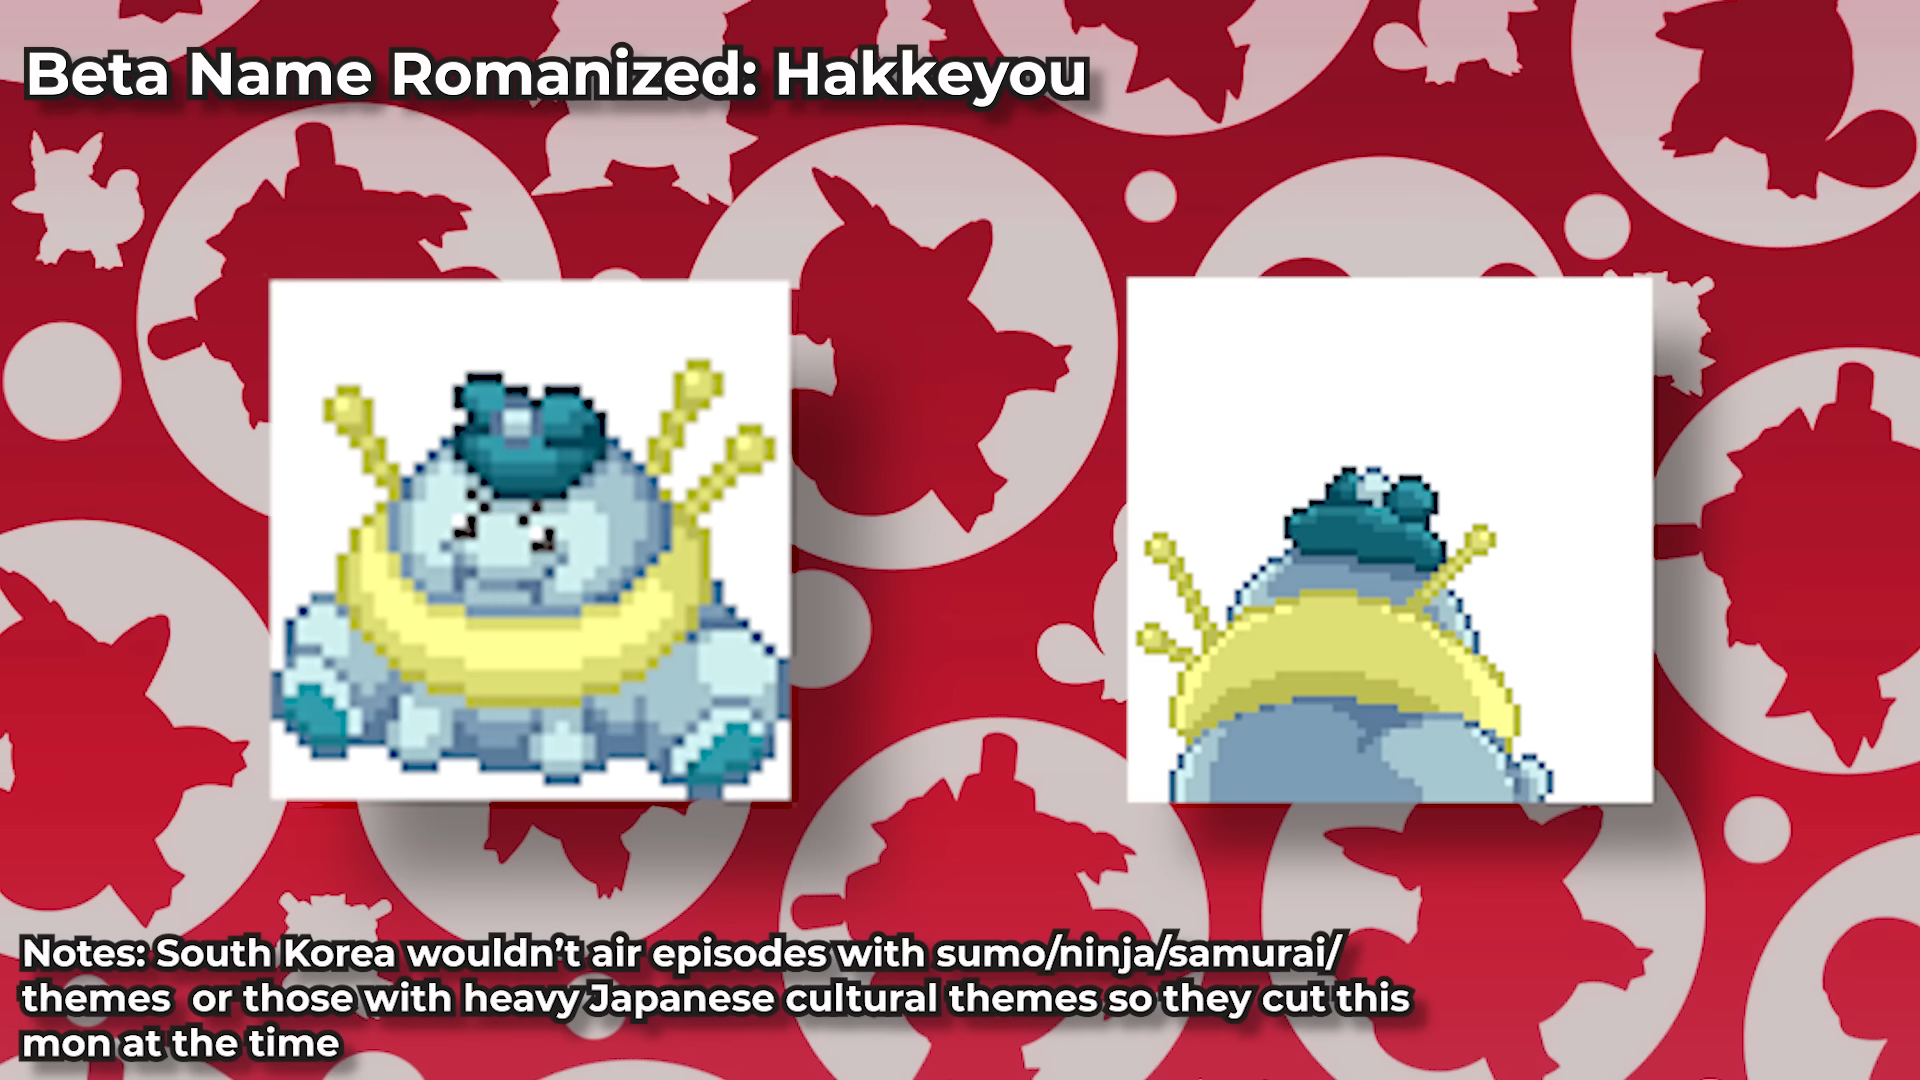 Beta Name Romanized: Hakkeyou
Notes: South Korea wouldn’t air episodes with sumo/ninja/samurai/
themes or those with heavy Japanese cultural themes so they cut this
mon at the time